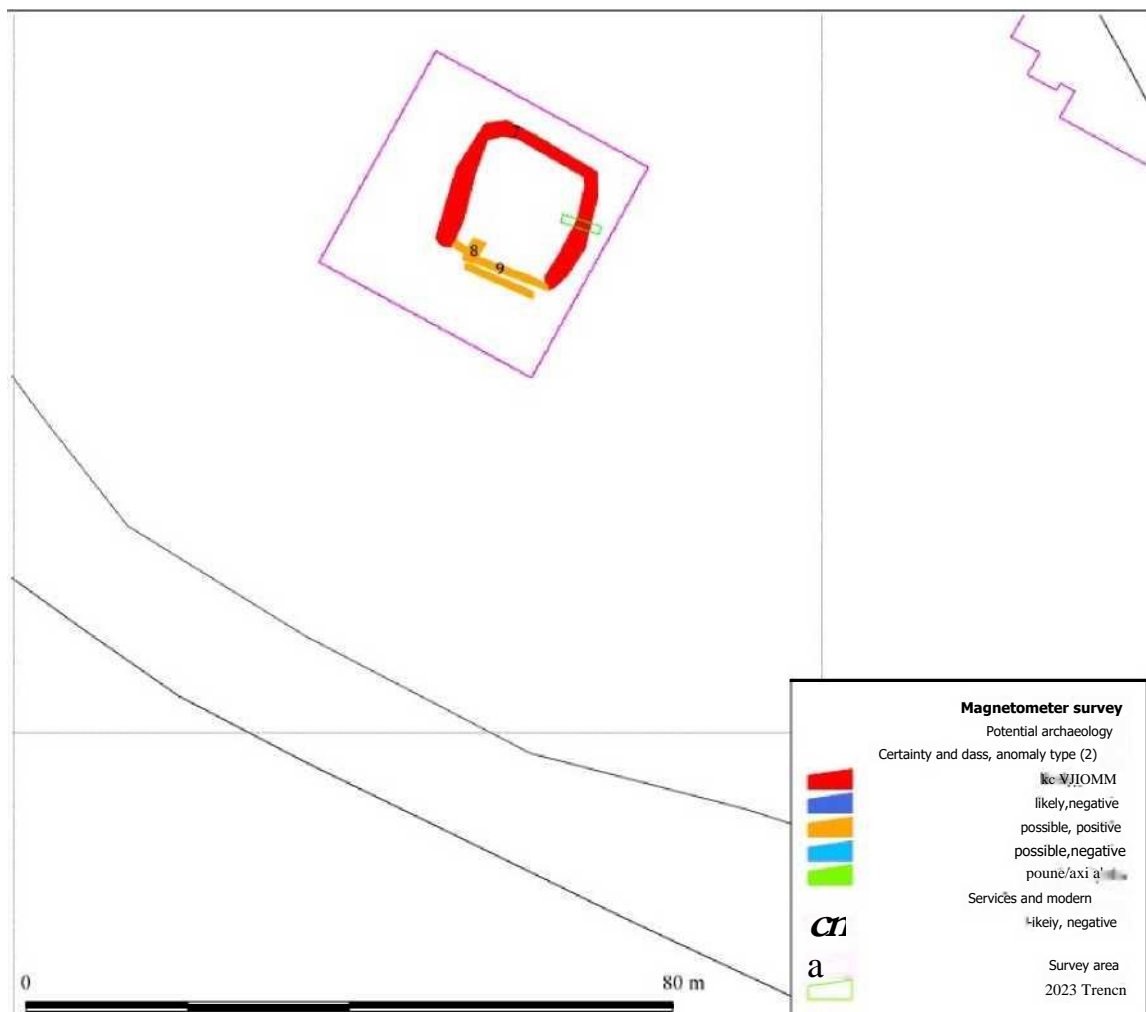 7
8
9
0 80 m
Magnetometer survey
Potential archaeology
Certainty and dass, anomaly type (2)
likely,negative
possible, positive
possible,negative
Services and modern
cn
a
Survey area
2023 Trencn